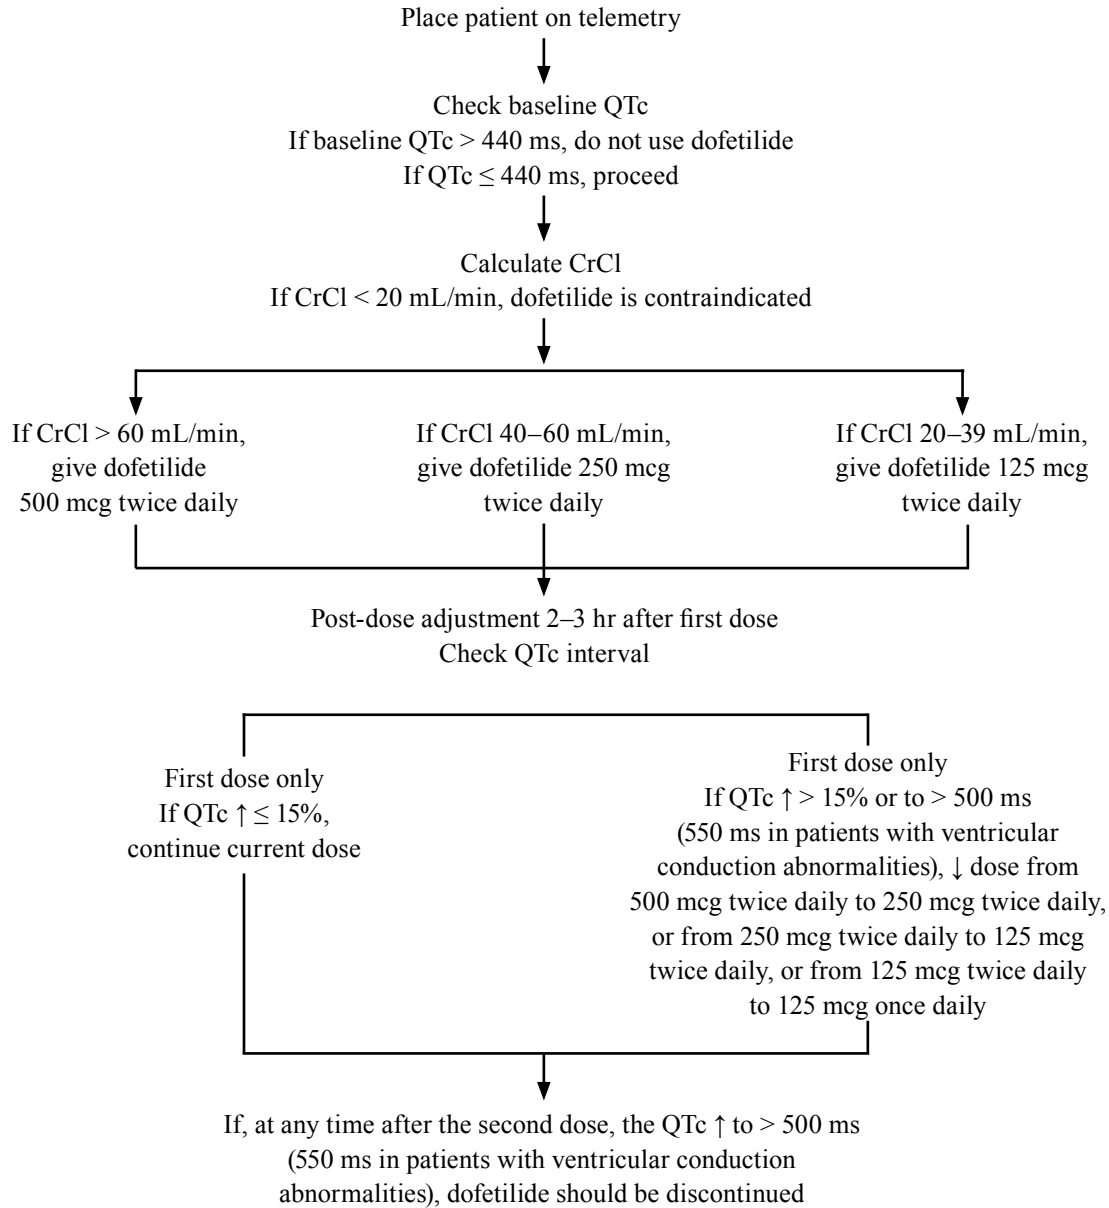 Place patient on telemetry
Check baseline QTc
If baseline QTc > 440 ms, do not use dofetilide
If QTc ≤ 440 ms, proceed
Calculate CrCl
If CrCl < 20 mL/min, dofetilide is contraindicated
If CrCl > 60 mL/min,
give dofetilide
500 mcg twice daily
If CrCl 40–60 mL/min,
give dofetilide 250 mcg
twice daily
If CrCl 20–39 mL/min,
give dofetilide 125 mcg
twice daily
Post-dose adjustment 2–3 hr after first dose
Check QTc interval
First dose only
If QTc ↑ ≤ 15%,
continue current dose
First dose only
If QTc ↑ > 15% or to > 500 ms
(550 ms in patients with ventricular
conduction abnormalities), ↓ dose from
500 mcg twice daily to 250 mcg twice daily,
or from 250 mcg twice daily to 125 mcg
twice daily, or from 125 mcg twice daily
to 125 mcg once daily
If, at any time after the second dose, the QTc ↑ to > 500 ms
(550 ms in patients with ventricular conduction
abnormalities), dofetilide should be discontinued